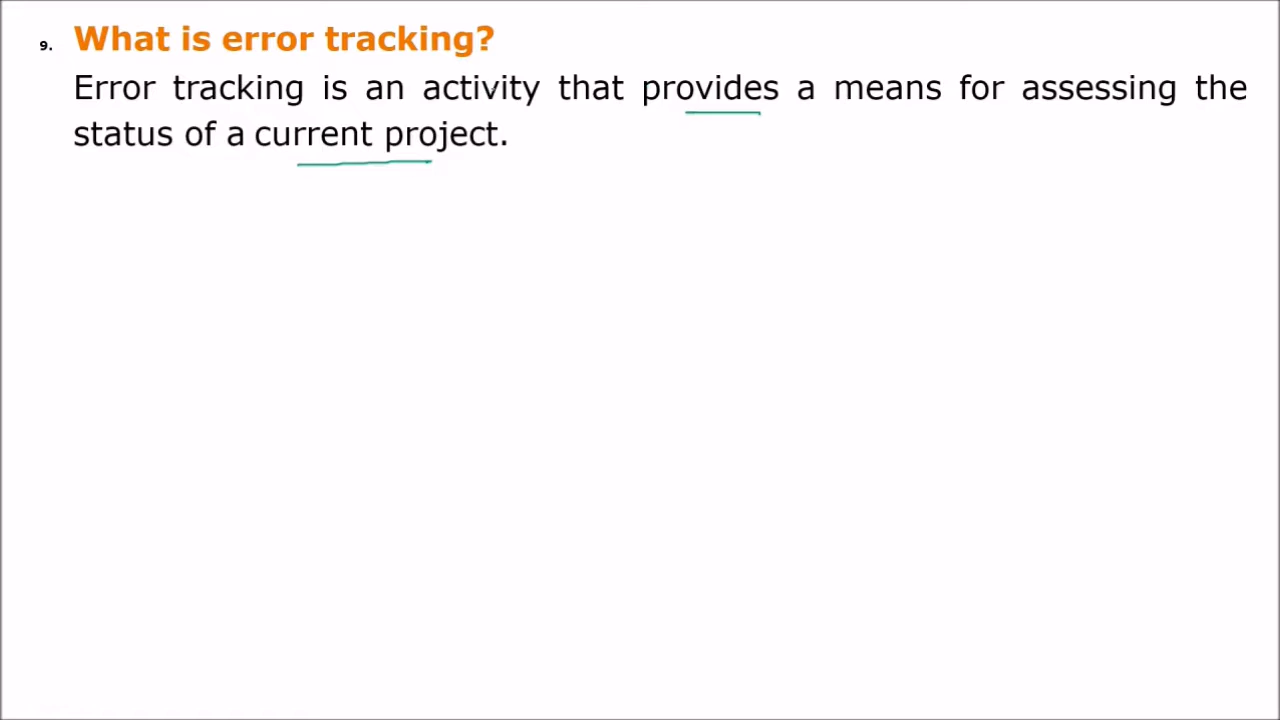 9. What is error tracking?
Error tracking is an activity that provides a means for assessing the
status of a current project.